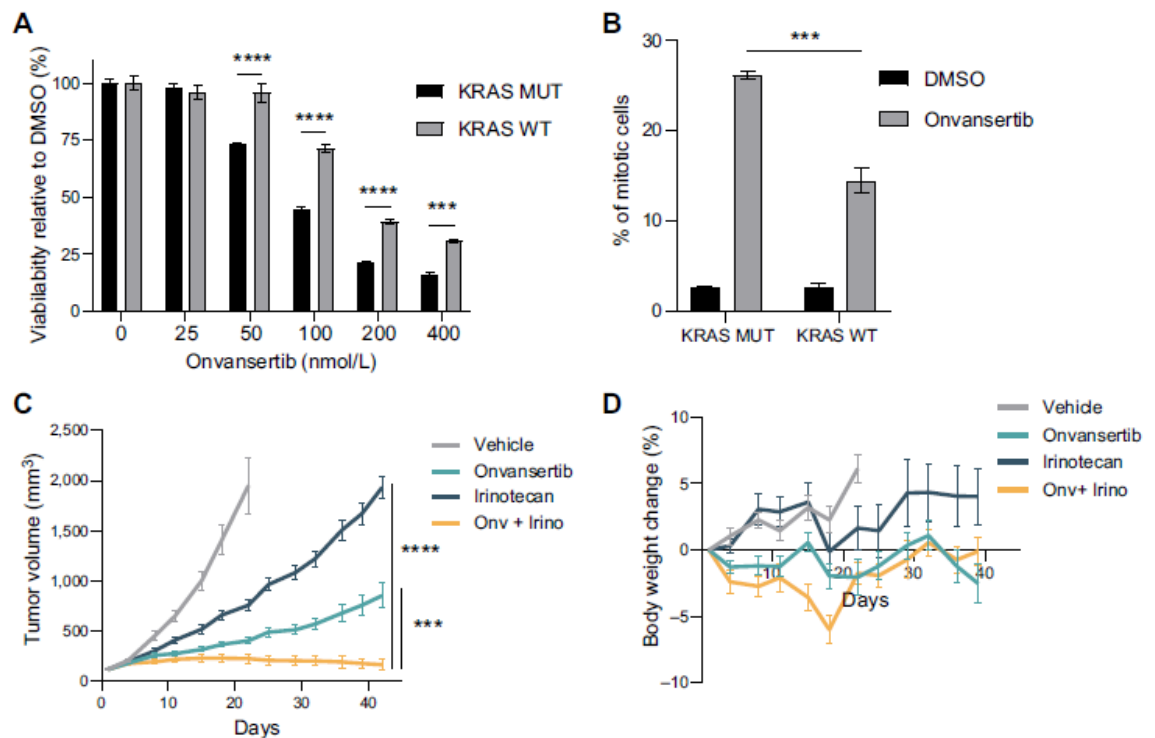 A
Viabilabitly relative to DMSO (%)
100
75
50
25
0
****
****
****
***
KRAS MUT
KRAS WT
0 25 50 100 200 400
Onvansertib (nmol/L)
B
% of mitotic cells
30
20
10
0
***
DMSO
Onvansertib
KRAS MUT KRAS WT
C
Tumor volume (mm³)
2,500
2,000
1,500
1,000
500
0
Vehicle
Onvansertib
Irinotecan
Onv + Irino
****
***
0 10 20 30 40
Days
D
Body weight change (%)
10
5
0
−5
−10
Vehicle
Onvansertib
Irinotecan
Onv+ Irino
10 20 30 40
Days